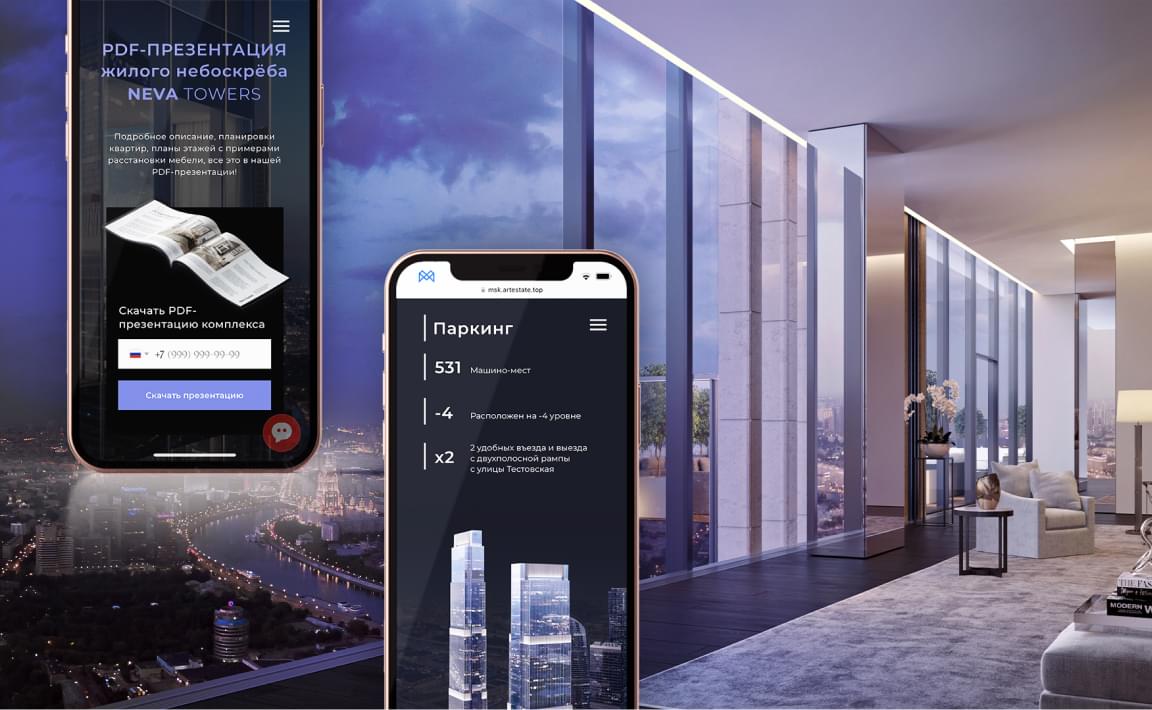 PDF-ПРЕЗЕНТАЦИЯ
жилого небоскрёба
NEVA TOWERS
Подробное описание, планировки
квартир, планы этажей с примерами
расстановки мебели, все это в нашей
PDF-презентации!
Скачать PDF-
презентацию комплекса
+7 (999) 999-99-99
Скачать презентацию
msk.artestate.top
Паркинг
531 Машино-мест
-4 Расположен на -4 уровне
x2 2 удобных въезда и выезда
с двухполосной рампы
с улицы Тестовская
THE FAS
MODERN W